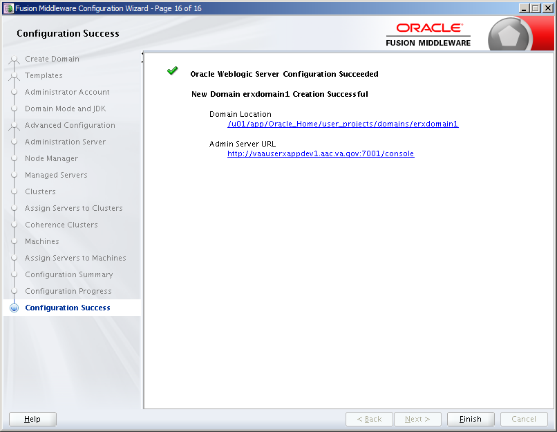 Fusion Middleware Configuration Wizard - Page 16 of 16
Configuration Success
ORACLE
FUSION MIDDLEWARE
Create Domain
Templates
Administrator Account
Domain Mode and JDK
Advanced Configuration
Administration Server
Node Manager
Managed Servers
Clusters
Assign Servers to Clusters
Coherence Clusters
Machines
Assign Servers to Machines
Configuration Summary
Configuration Progress
Configuration Success
Oracle Weblogic Server Configuration Succeeded
New Domain erxdomain1 Creation Successful
Domain Location
/u01/app/Oracle_Home/user_projects/domains/erxdomain1
Admin Server URL
http://vaauserxappdev1.aac.va.gov:7001/console
Help
< Back
Next >
Finish
Cancel